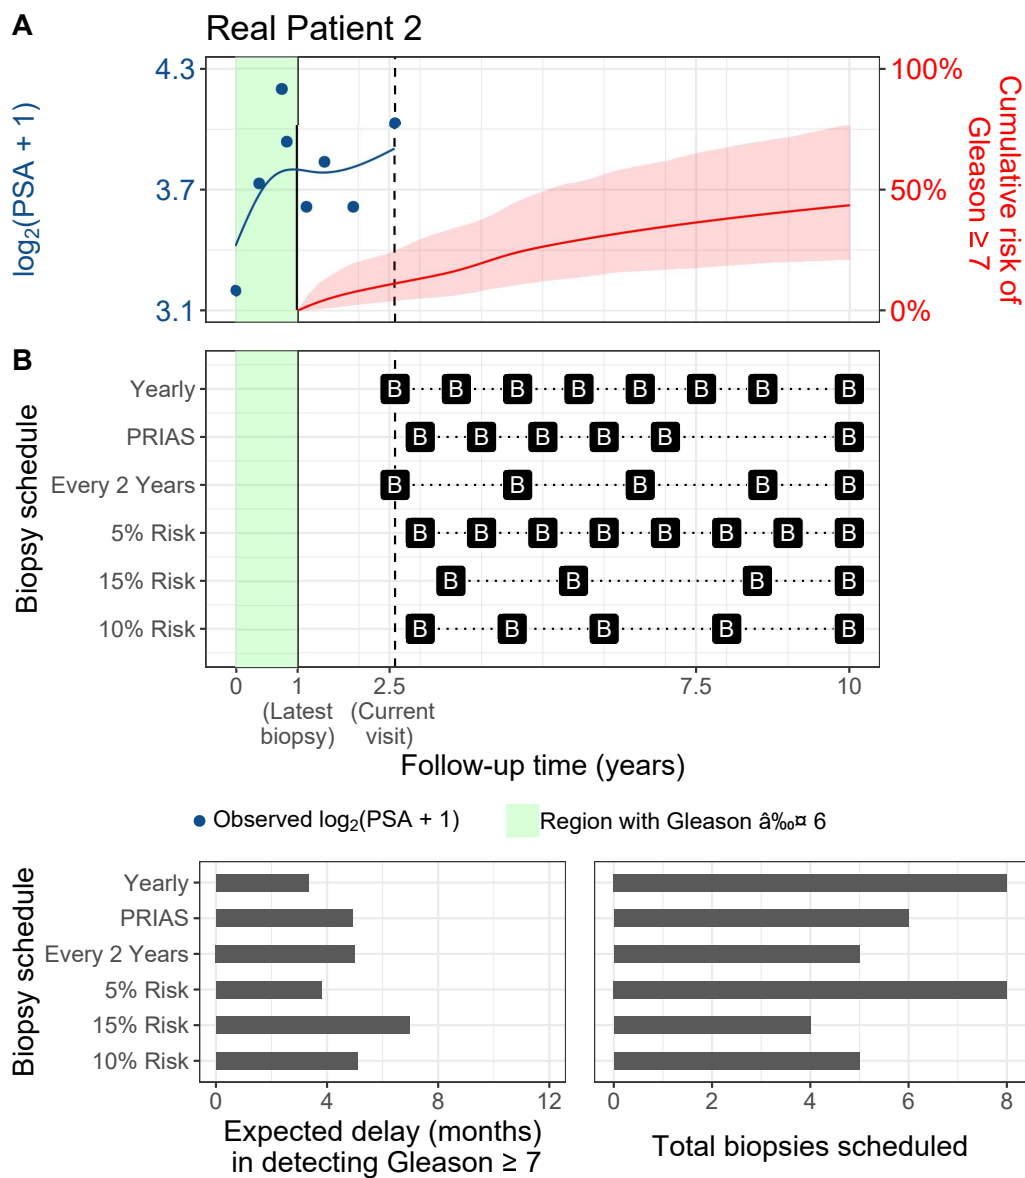 A
Real Patient 2
log₂(PSA + 1)
4.3
3.7
3.1
100%
50%
0%
Cumulative risk of
Gleason ≥ 7
B
Biopsy schedule
Yearly
B B B B B B B B
PRIAS
B B B B B B
Every 2 Years
B B B B B
5% Risk
B B B B B B B B
15% Risk
B B B B
10% Risk
B B B B B
0 1 2.5 7.5 10
(Latest (Current
biopsy) visit)
Follow-up time (years)
Observed log₂(PSA + 1)
Region with Gleason â‰¤ 6
Biopsy schedule
Yearly
PRIAS
Every 2 Years
5% Risk
15% Risk
10% Risk
0 4 8 12
Expected delay (months)
in detecting Gleason ≥ 7
0 2 4 6 8
Total biopsies scheduled